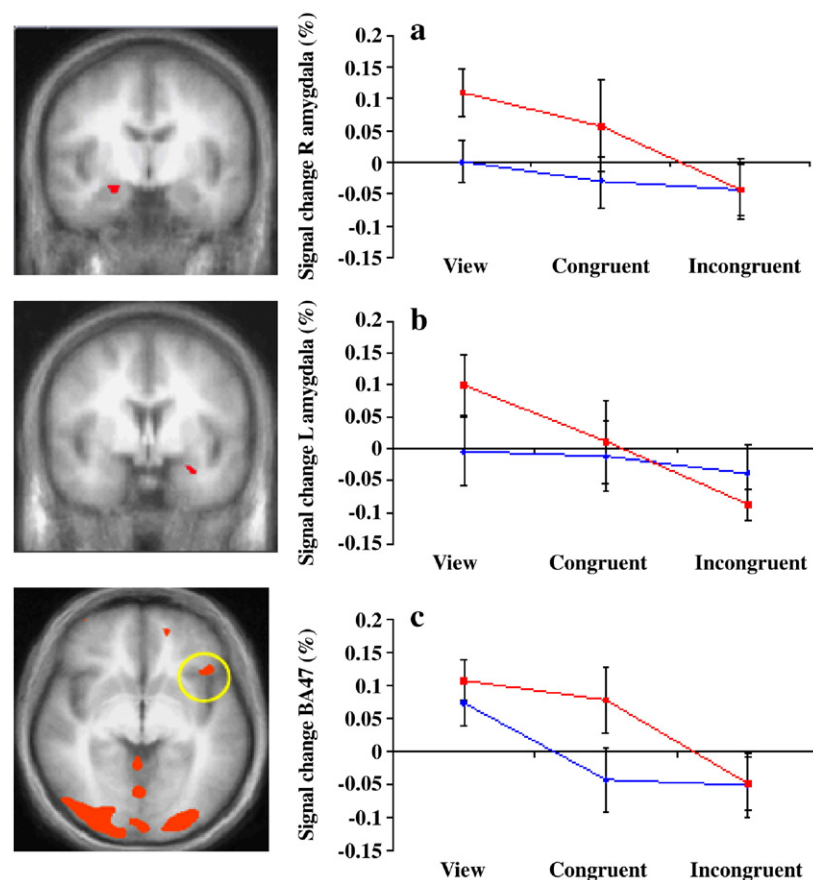 a
Signal change R amygdala (%)
0.2
0.15
0.1
0.05
0
-0.05
-0.1
-0.15
View Congruent Incongruent
b
Signal change L amygdala (%)
0.2
0.15
0.1
0.05
0
-0.05
-0.1
-0.15
View Congruent Incongruent
c
Signal change BA47 (%)
0.2
0.15
0.1
0.05
0
-0.05
-0.1
-0.15
View Congruent Incongruent